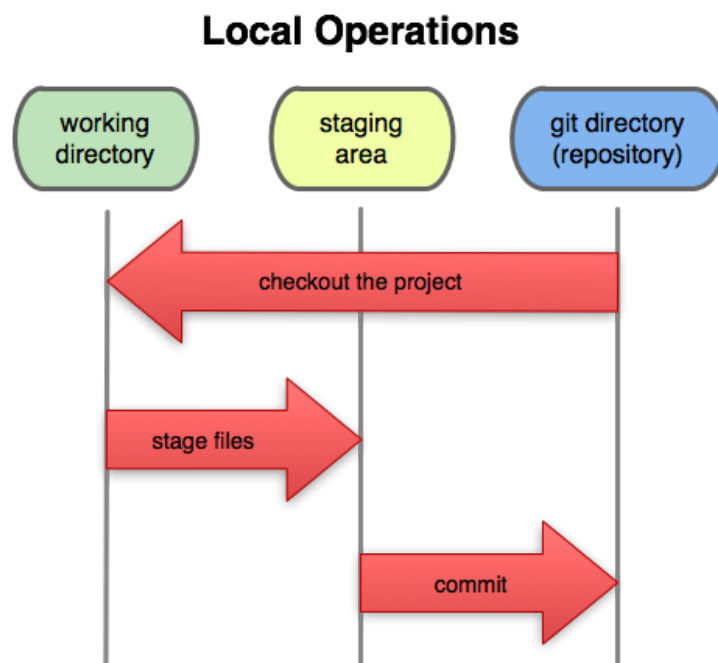 Local Operations
working
directory
staging
area
git directory
(repository)
checkout the project
stage files
commit